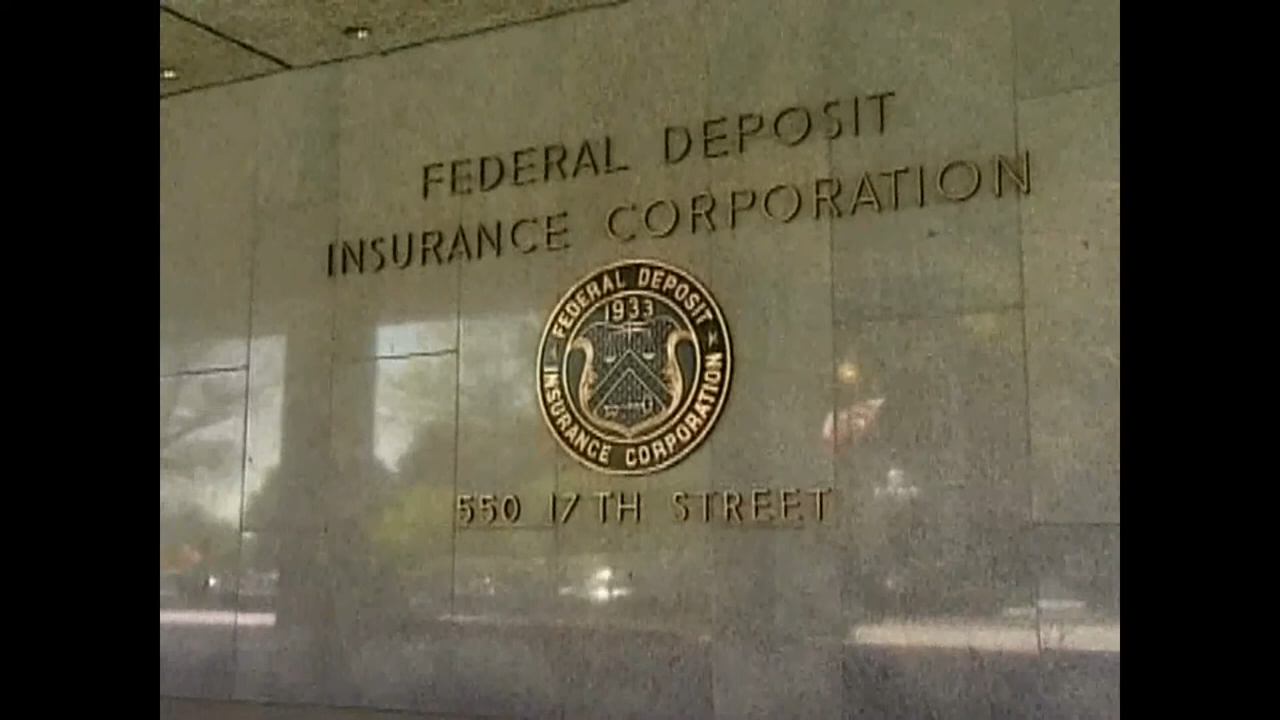 FEDERAL DEPOSIT
INSURANCE CORPORATION
FEDERAL DEPOSIT
1933
INSURANCE CORPORATION
550 17TH STREET